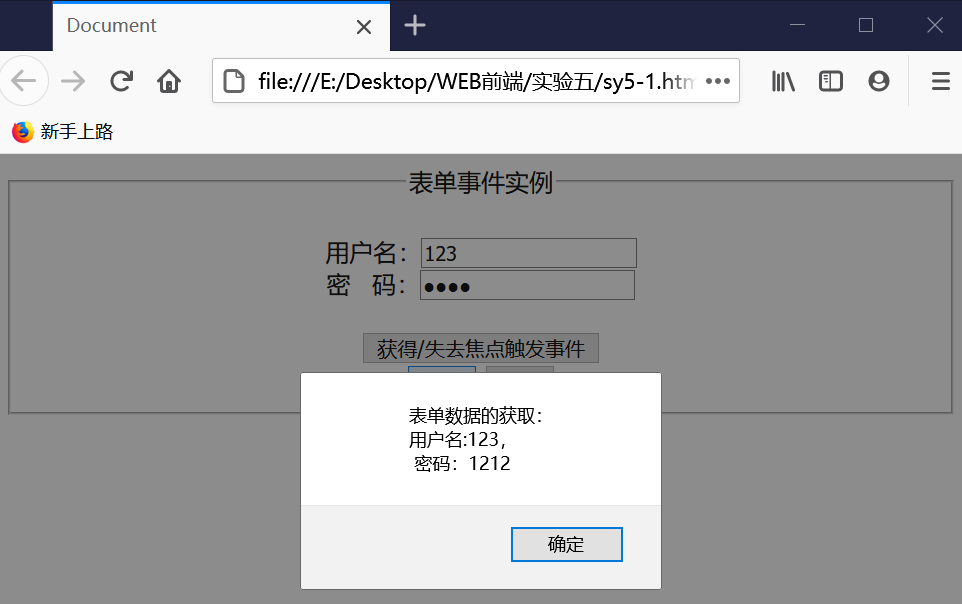 Document
file:///E:/Desktop/WEB前端/实验五/sy5-1.htm
新手上路
表单事件实例
用户名：123
密 码：●●●●
获得/失去焦点触发事件
表单数据的获取：
用户名:123，
密码：1212
确定